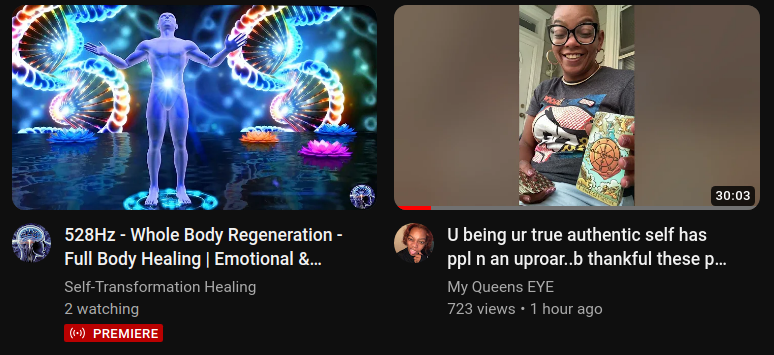 30:03
528Hz - Whole Body Regeneration -
Full Body Healing | Emotional &...
Self-Transformation Healing
2 watching
PREMIERE
U being ur true authentic self has
ppl n an uproar..b thankful these p...
My Queens EYE
723 views • 1 hour ago